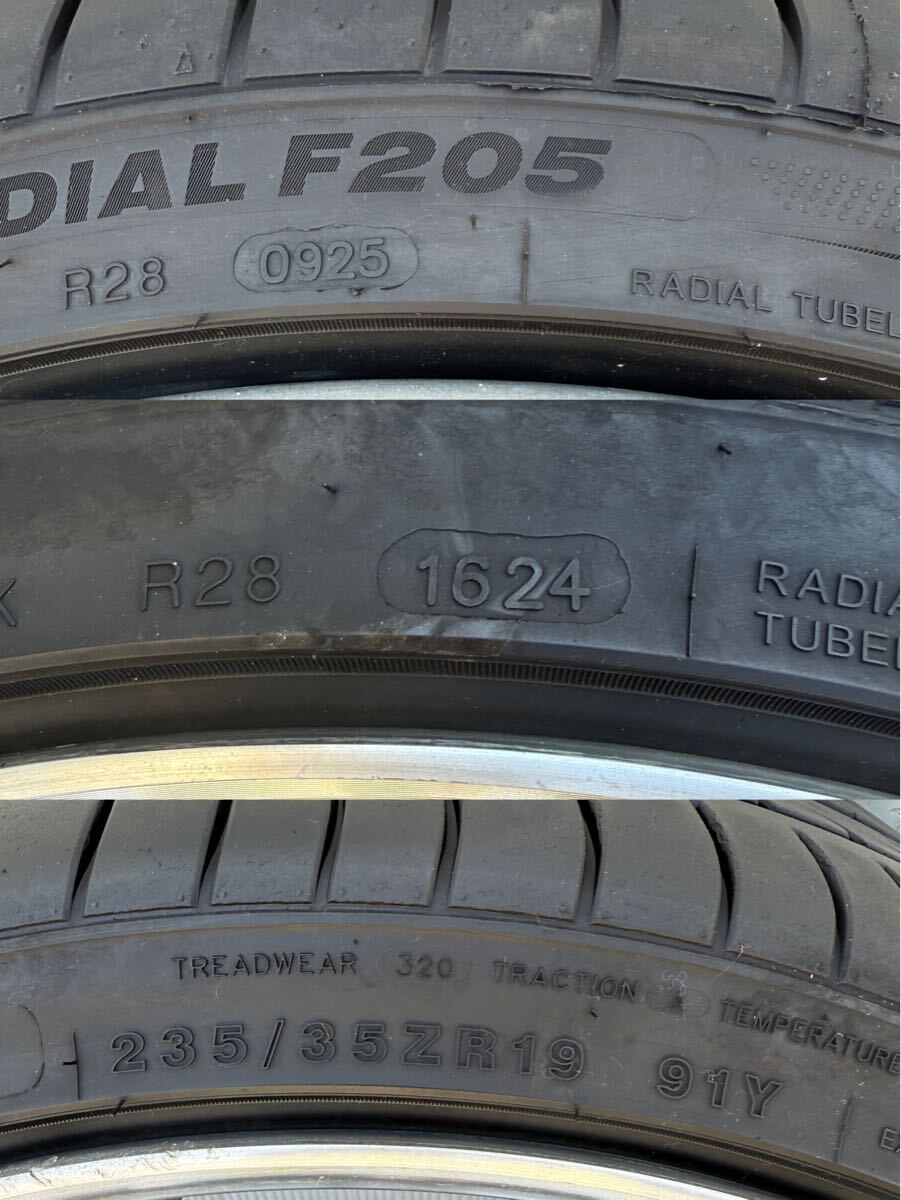 DIAL F205
R28 0925 RADIAL TUBEL
R28 1624 RADIA
TUBEL
TREADWEAR 320 TRACTION A TEMPERATURE
235/35ZR19 91Y